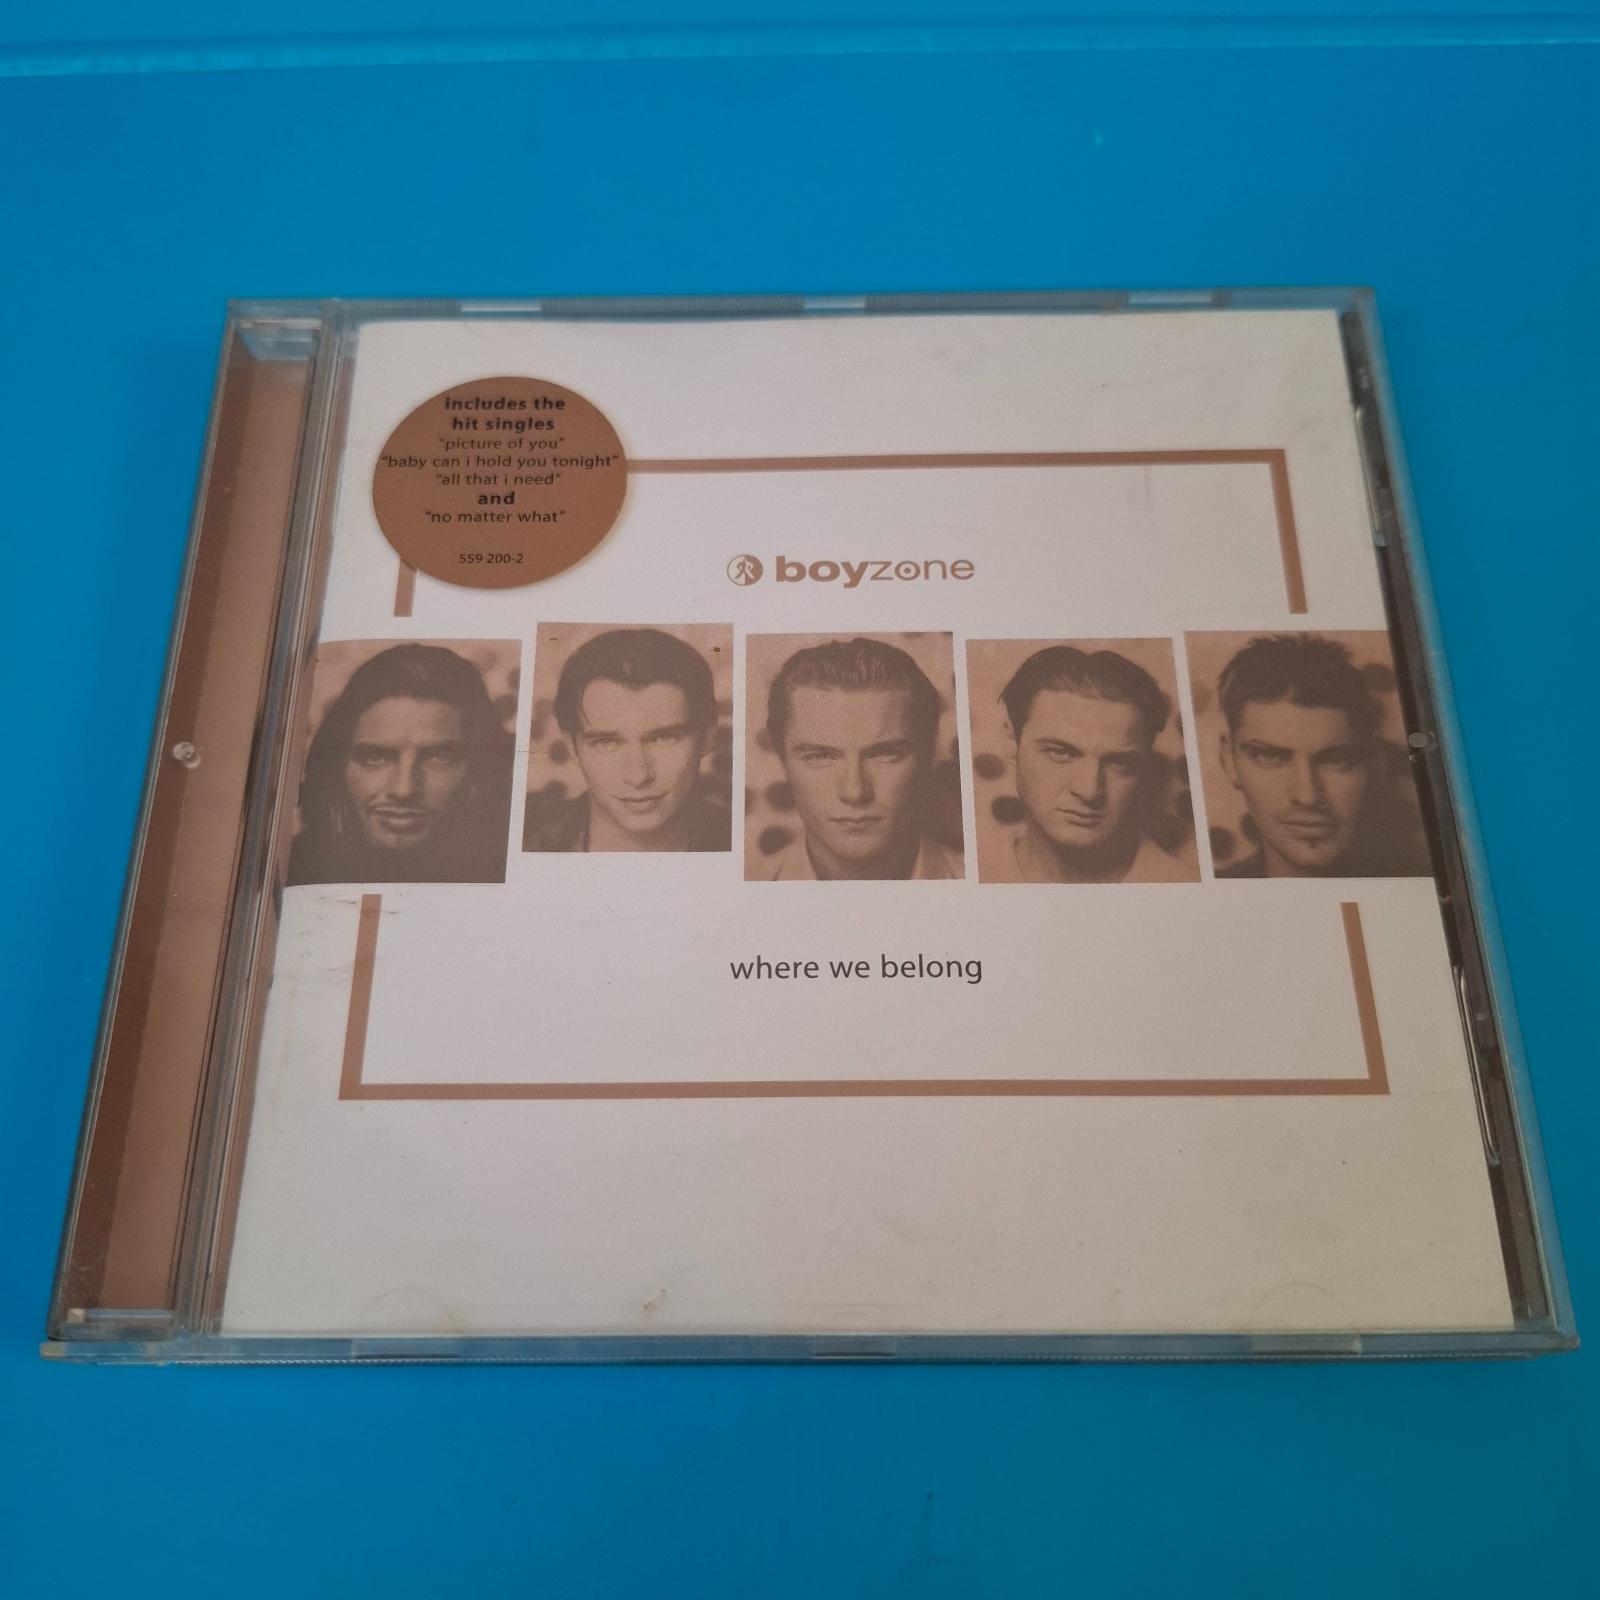 includes the
hit singles
"picture of you"
"baby can i hold you tonight"
"all that i need"
and
"no matter what"
559 200-2
boyzone
where we belong